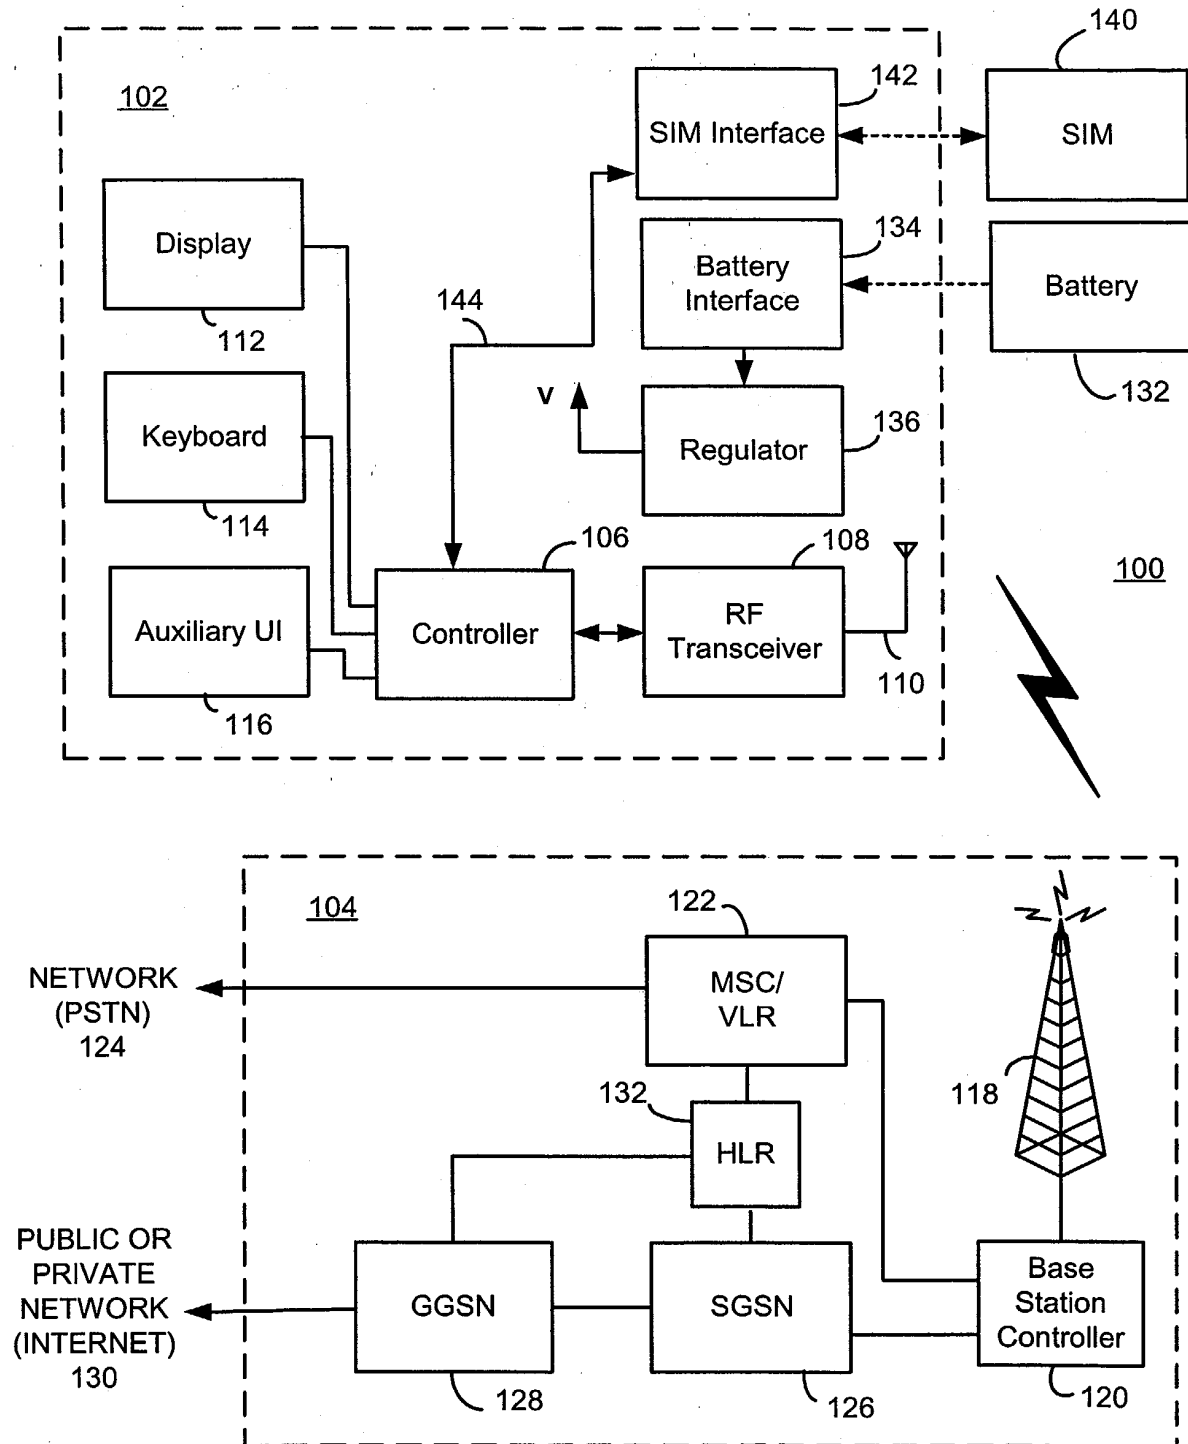 140
102
142
SIM Interface
SIM
Display
134
Battery
Interface
Battery
144
112
132
V
Keyboard
136
Regulator
114
106
108
100
Auxiliary UI
Controller
RF
Transceiver
110
116
104
122
NETWORK
(PSTN)
124
MSC/
VLR
118
132
HLR
PUBLIC OR
PRIVATE
NETWORK
(INTERNET)
130
GGSN
SGSN
Base
Station
Controller
128
126
120